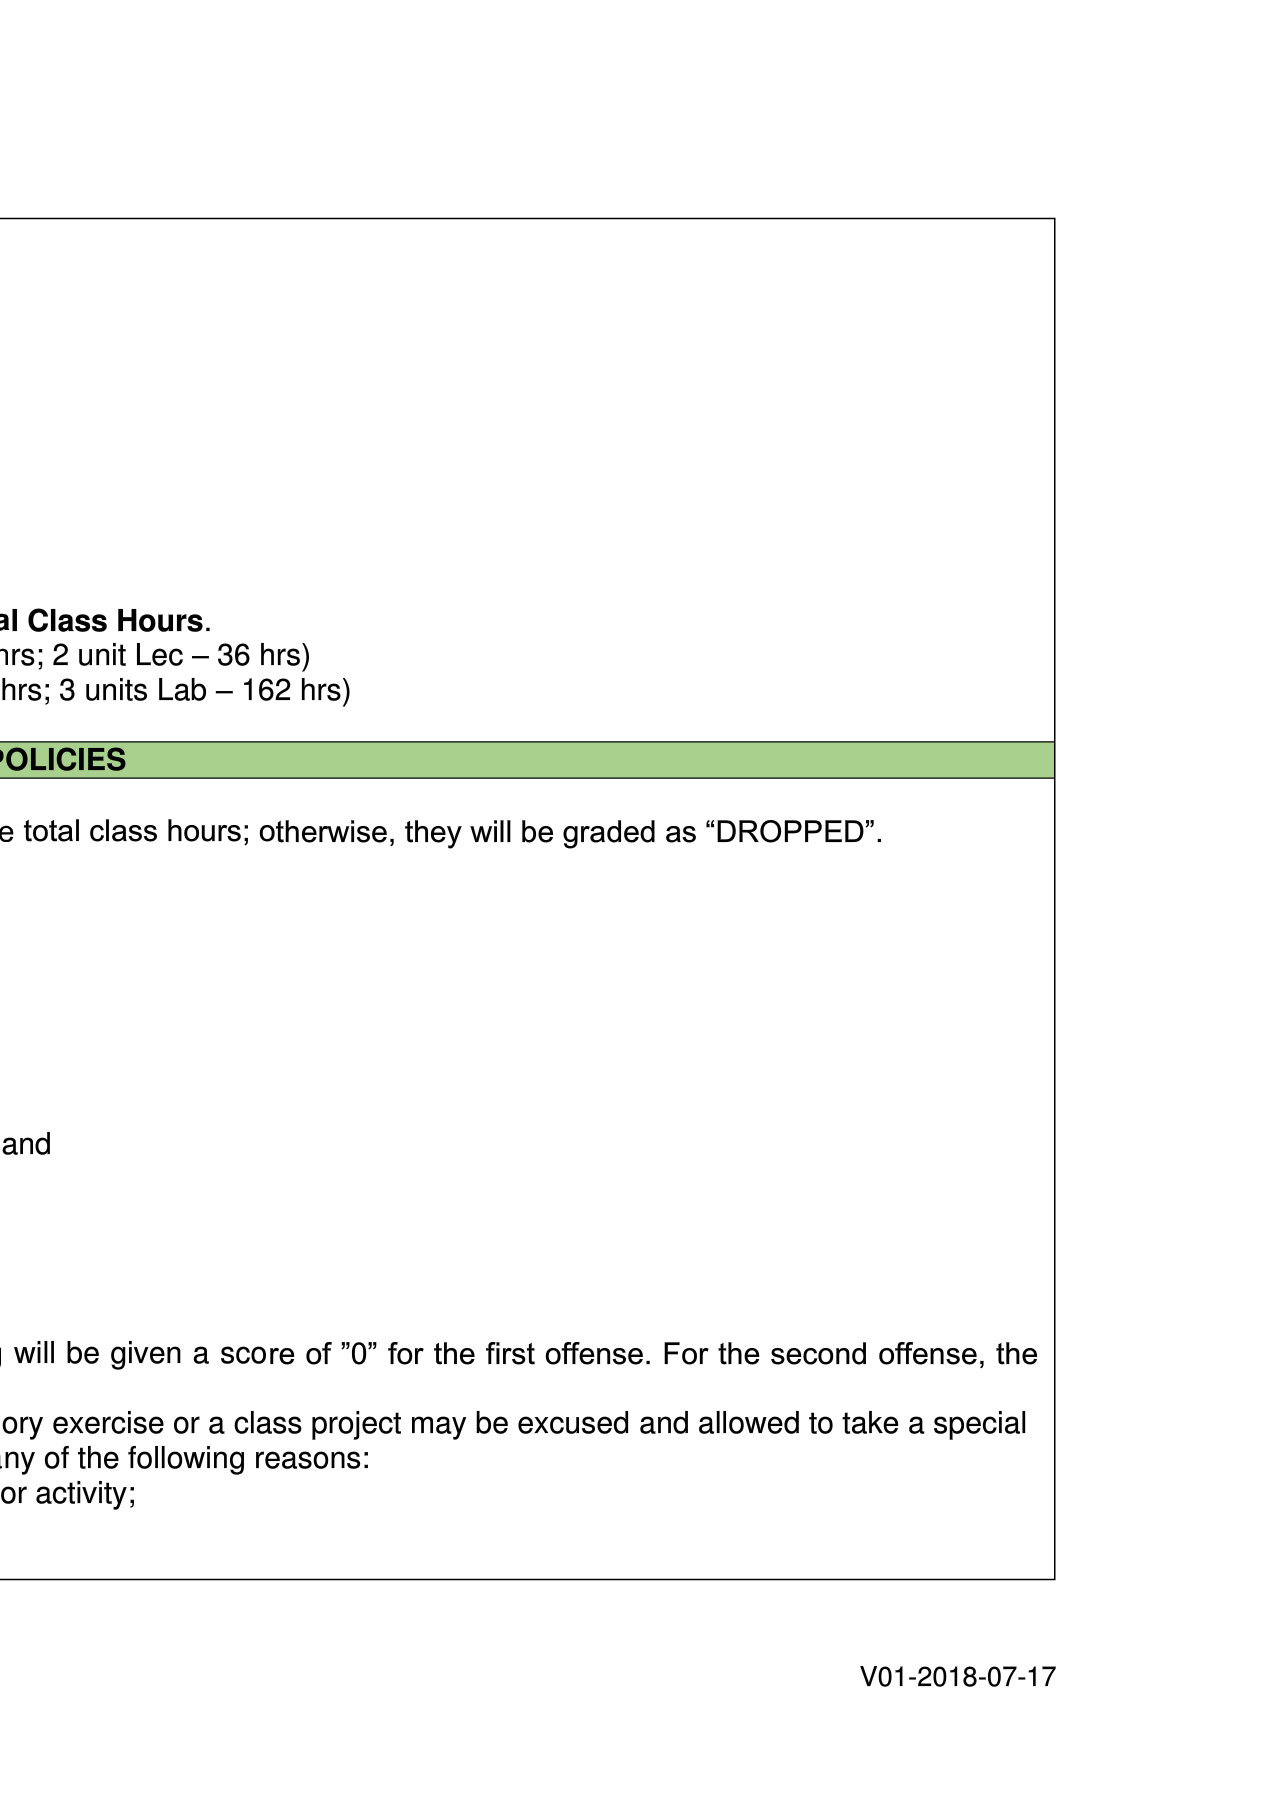 al Class Hours.
hrs; 2 unit Lec – 36 hrs)
hrs; 3 units Lab – 162 hrs)
POLICIES
e total class hours; otherwise, they will be graded as “DROPPED”.
and
will be given a score of ”0” for the first offense. For the second offense, the
ory exercise or a class project may be excused and allowed to take a special
any of the following reasons:
or activity;
V01-2018-07-17